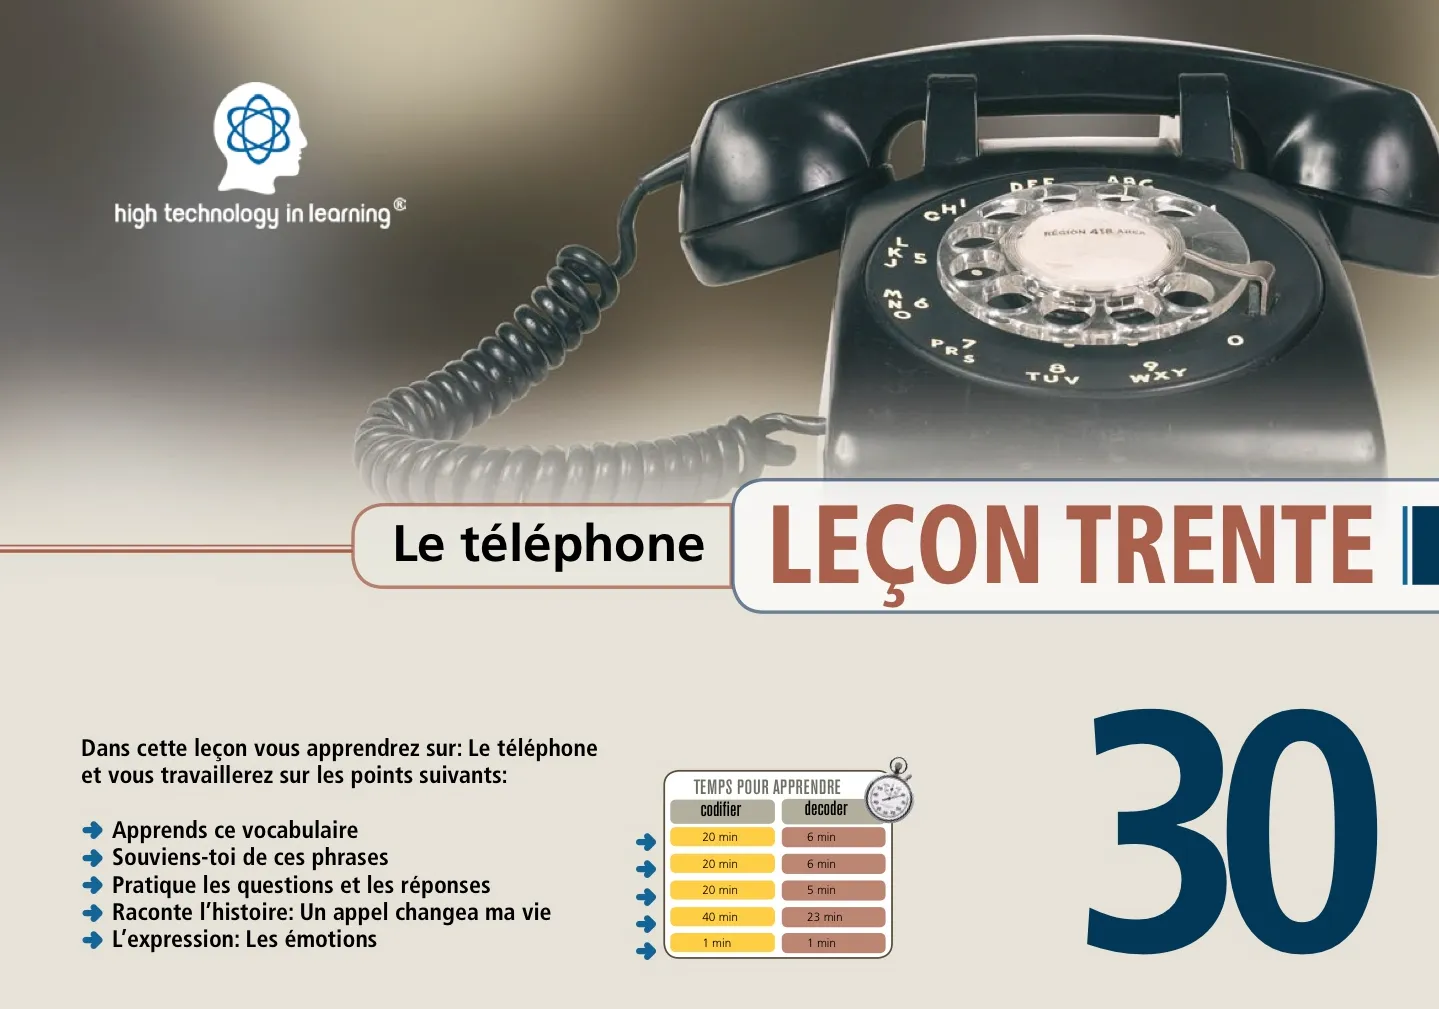 high technology in learning®
DEF
ABC
GHI
RÉGION 418 AREA
JKL 5
MNO 6
PRS 7
TUV 8
WXY 9
0
Le téléphone
LEÇON TRENTE
Dans cette leçon vous apprendrez sur: Le téléphone
et vous travaillerez sur les points suivants:
Apprends ce vocabulaire
Souviens-toi de ces phrases
Pratique les questions et les réponses
Raconte l’histoire: Un appel changea ma vie
L’expression: Les émotions
TEMPS POUR APPRENDRE
codifier decoder
20 min 6 min
20 min 6 min
20 min 5 min
40 min 23 min
1 min 1 min
30